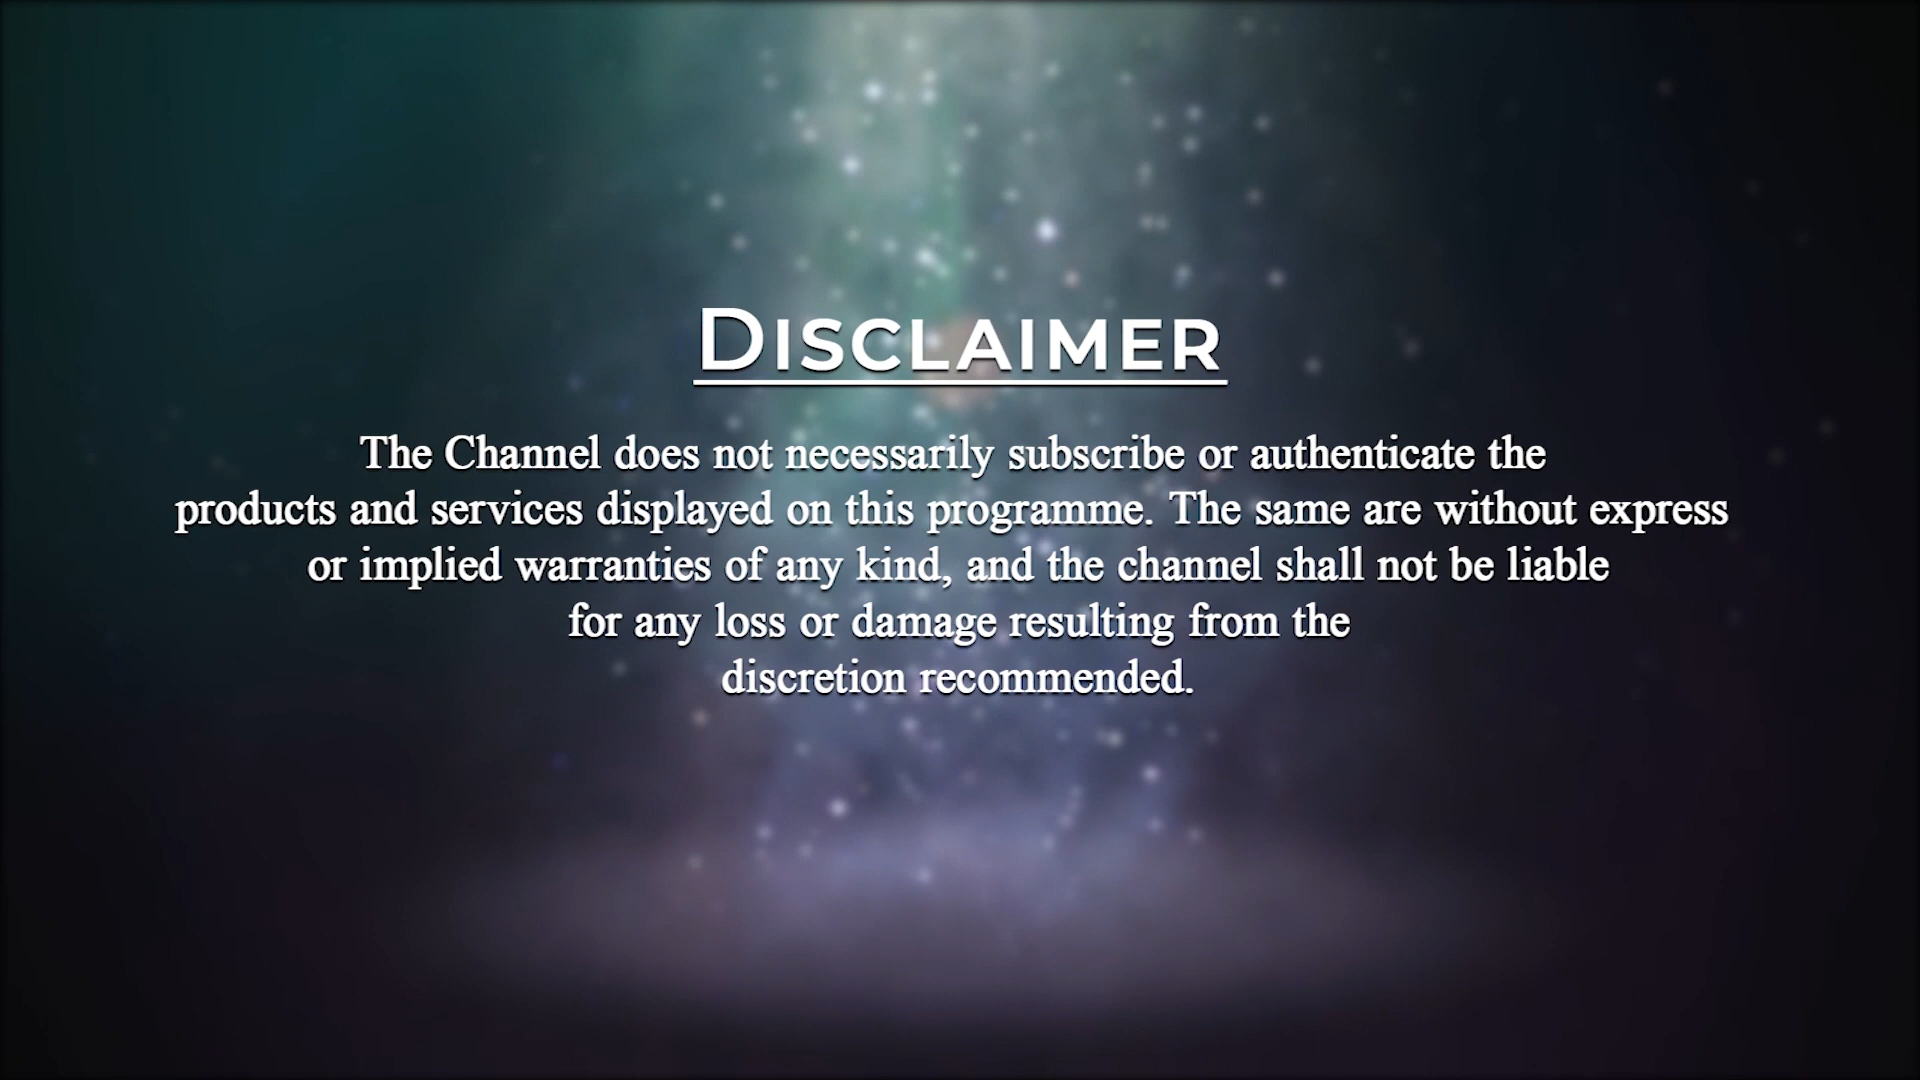 DISCLAIMER
The Channel does not necessarily subscribe or authenticate the
products and services displayed on this programme. The same are without express
or implied warranties of any kind, and the channel shall not be liable
for any loss or damage resulting from the
discretion recommended.